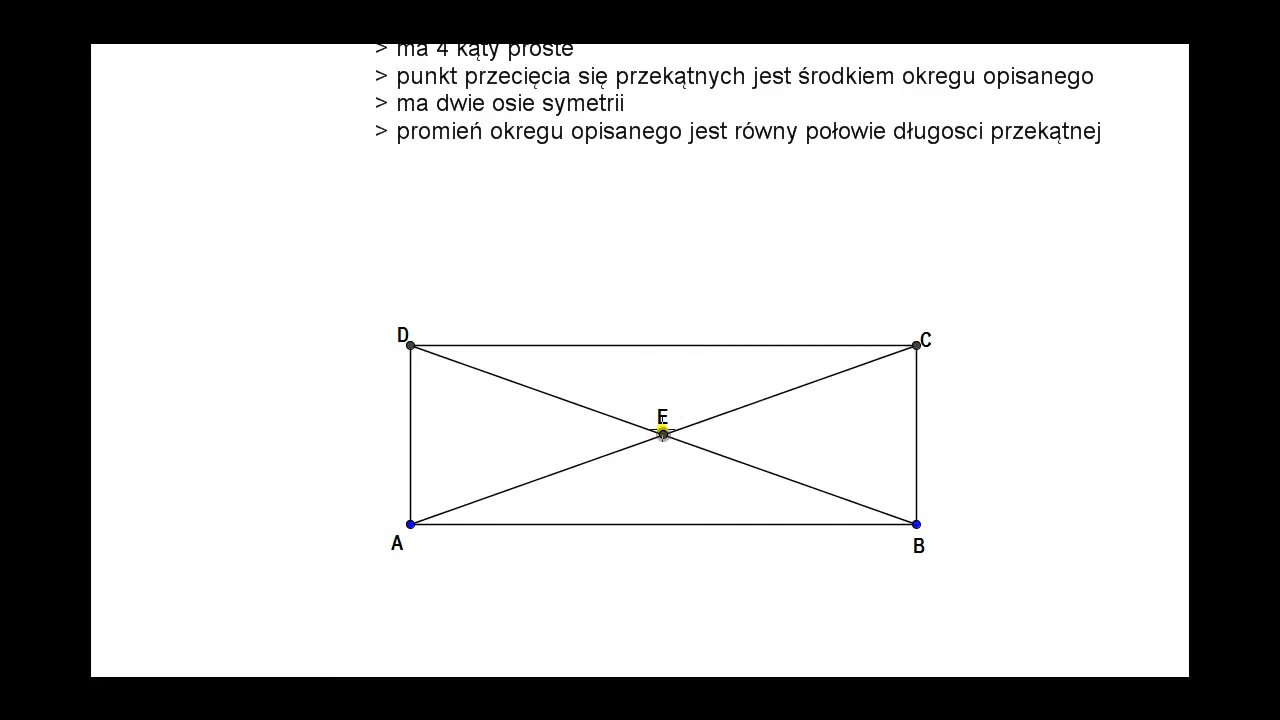 > ma 4 kąty proste
> punkt przecięcia się przekątnych jest środkiem okregu opisanego
> ma dwie osie symetrii
> promień okregu opisanego jest równy połowie długosci przekątnej
D
C
E
A
B